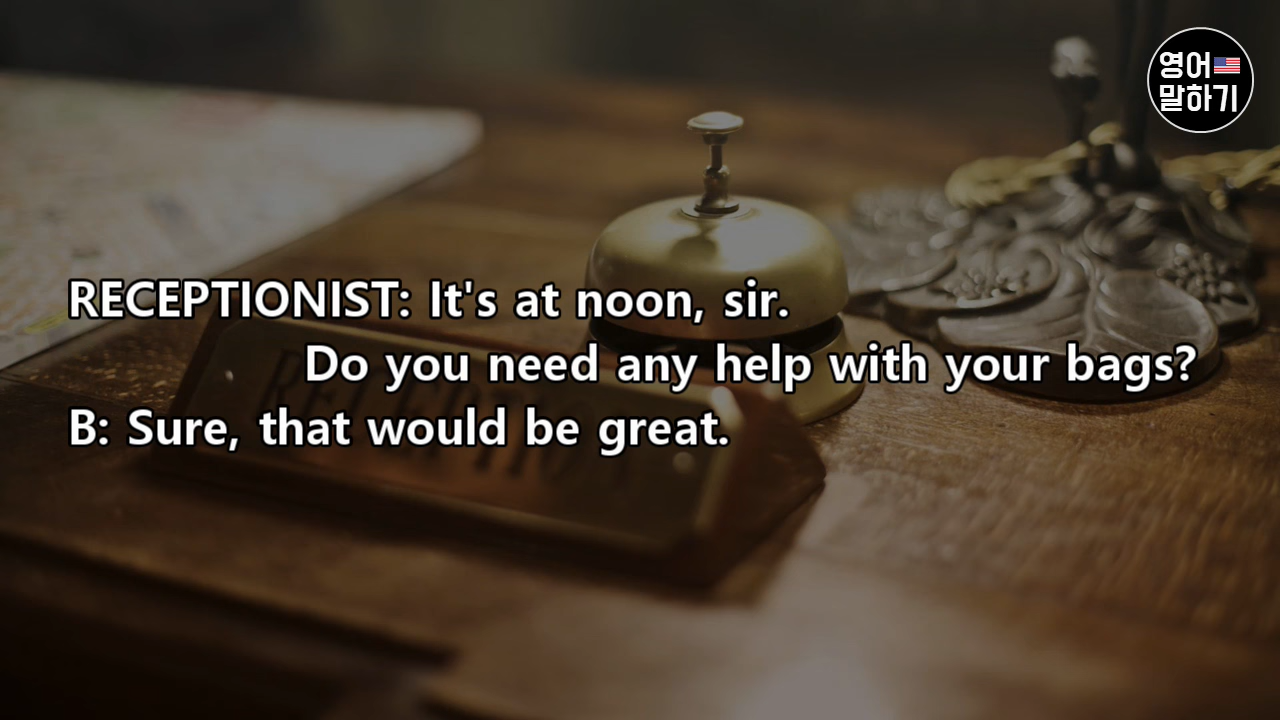 영어
말하기
RECEPTIONIST: It's at noon, sir.
Do you need any help with your bags?
B: Sure, that would be great.
RECEPTION